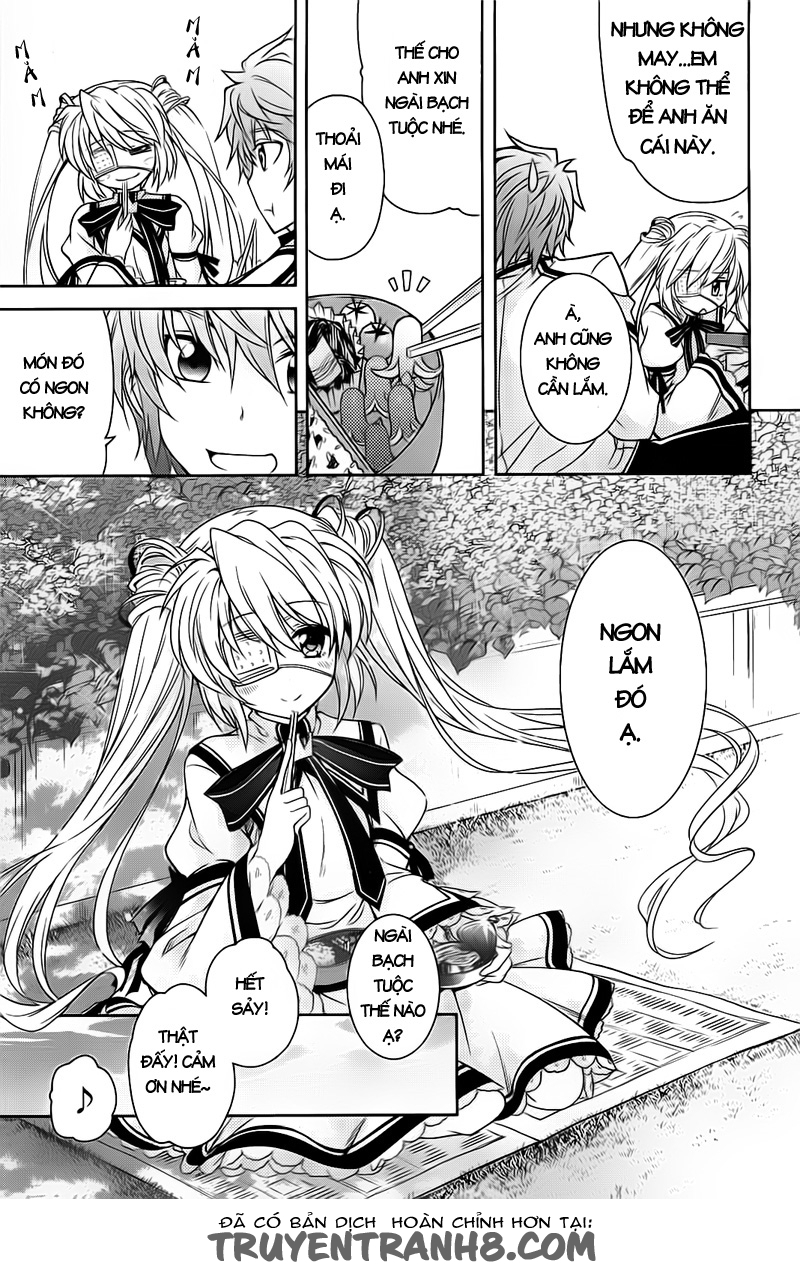 NHƯNG KHÔNG
MAY...EM
KHÔNG THỂ
ĐỂ ANH ĂN
CÁI NÀY.
À,
ANH CŨNG
KHÔNG
CẦN LẮM.
THẾ CHO
ANH XIN
NGÀI BẠCH
TUỘC NHÉ.
THOẢI
MÁI
ĐI
Ạ.
MĂM
MĂM
MÓN ĐÓ
CÓ NGON
KHÔNG?
NGON
LẮM
ĐÓ
Ạ.
NGÀI
BẠCH
TUỘC
THẾ NÀO
Ạ?
HẾT
SẢY!
THẬT
ĐẤY! CẢM
ƠN NHÉ~
♪
ĐÃ CÓ BẢN DỊCH HOÀN CHỈNH HƠN TẠI:
TRUYENTRANH8.COM